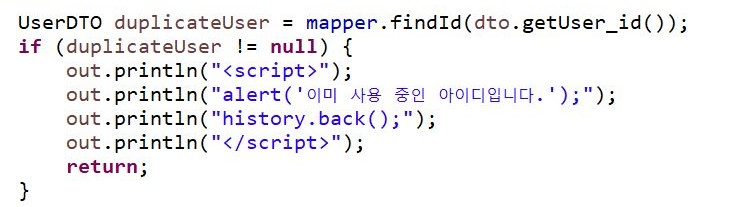 UserDTO duplicateUser = mapper.findId(dto.getUser_id());
if (duplicateUser != null) {
    out.println("<script>");
    out.println("alert('이미 사용 중인 아이디입니다.');");
    out.println("history.back();");
    out.println("</script>");
    return;
}